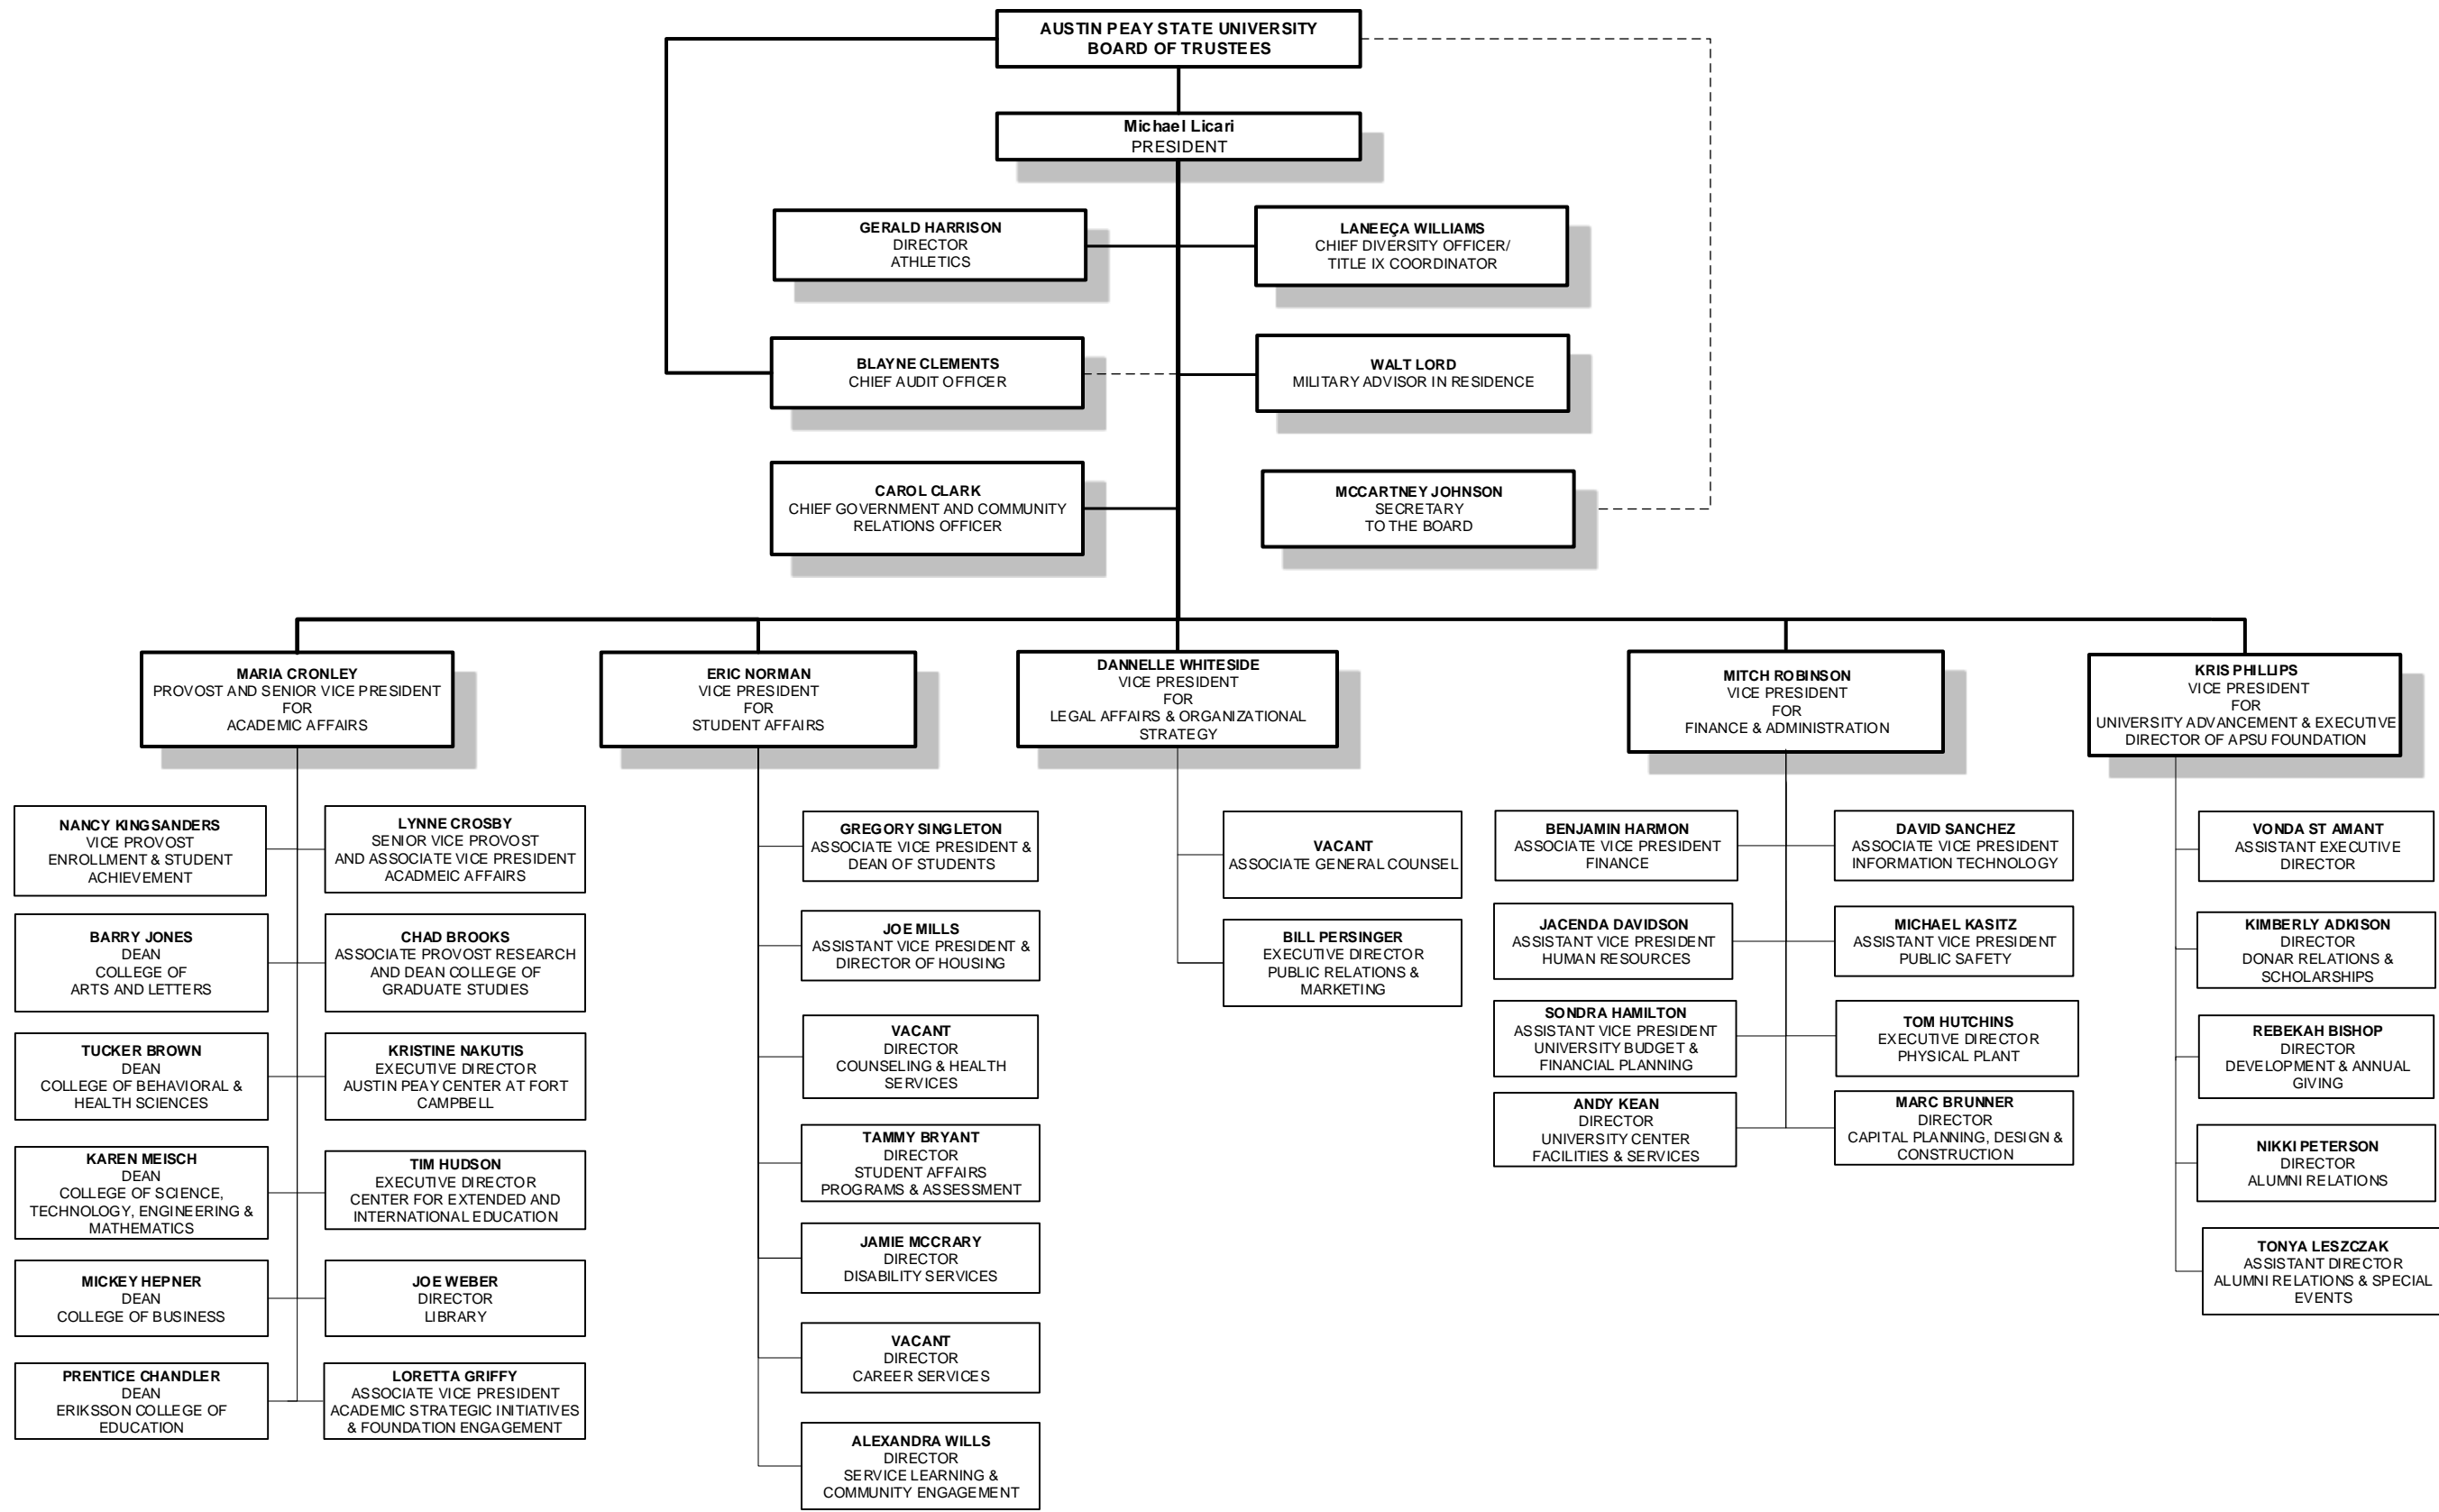 AUSTIN PEAY STATE UNIVERSITY
BOARD OF TRUSTEES
Michael Licari
PRESIDENT
GERALD HARRISON
DIRECTOR
ATHLETICS
LANEEÇA WILLIAMS
CHIEF DIVERSITY OFFICER/
TITLE IX COORDINATOR
BLAYNE CLEMENTS
CHIEF AUDIT OFFICER
WALT LORD
MILITARY ADVISOR IN RESIDENCE
CAROL CLARK
CHIEF GOVERNMENT AND COMMUNITY
RELATIONS OFFICER
MCCARTNEY JOHNSON
SECRETARY
TO THE BOARD
MARIA CRONLEY
PROVOST AND SENIOR VICE PRESIDENT
FOR
ACADEMIC AFFAIRS
ERIC NORMAN
VICE PRESIDENT
FOR
STUDENT AFFAIRS
DANNELLE WHITESIDE
VICE PRESIDENT
FOR
LEGAL AFFAIRS & ORGANIZATIONAL
STRATEGY
MITCH ROBINSON
VICE PRESIDENT
FOR
FINANCE & ADMINISTRATION
KRIS PHILLIPS
VICE PRESIDENT
FOR
UNIVERSITY ADVANCEMENT & EXECUTIVE
DIRECTOR OF APSU FOUNDATION
NANCY KINGSANDERS
VICE PROVOST
ENROLLMENT & STUDENT
ACHIEVEMENT
LYNNE CROSBY
SENIOR VICE PROVOST
AND ASSOCIATE VICE PRESIDENT
ACADMEIC AFFAIRS
BARRY JONES
DEAN
COLLEGE OF
ARTS AND LETTERS
CHAD BROOKS
ASSOCIATE PROVOST RESEARCH
AND DEAN COLLEGE OF
GRADUATE STUDIES
TUCKER BROWN
DEAN
COLLEGE OF BEHAVIORAL &
HEALTH SCIENCES
KRISTINE NAKUTIS
EXECUTIVE DIRECTOR
AUSTIN PEAY CENTER AT FORT
CAMPBELL
KAREN MEISCH
DEAN
COLLEGE OF SCIENCE,
TECHNOLOGY, ENGINEERING &
MATHEMATICS
TIM HUDSON
EXECUTIVE DIRECTOR
CENTER FOR EXTENDED AND
INTERNATIONAL EDUCATION
MICKEY HEPNER
DEAN
COLLEGE OF BUSINESS
JOE WEBER
DIRECTOR
LIBRARY
PRENTICE CHANDLER
DEAN
ERIKSSON COLLEGE OF
EDUCATION
LORETTA GRIFFY
ASSOCIATE VICE PRESIDENT
ACADEMIC STRATEGIC INITIATIVES
& FOUNDATION ENGAGEMENT
GREGORY SINGLETON
ASSOCIATE VICE PRESIDENT &
DEAN OF STUDENTS
JOE MILLS
ASSISTANT VICE PRESIDENT &
DIRECTOR OF HOUSING
VACANT
DIRECTOR
COUNSELING & HEALTH
SERVICES
TAMMY BRYANT
DIRECTOR
STUDENT AFFAIRS
PROGRAMS & ASSESSMENT
JAMIE MCCRARY
DIRECTOR
DISABILITY SERVICES
VACANT
DIRECTOR
CAREER SERVICES
ALEXANDRA WILLS
DIRECTOR
SERVICE LEARNING &
COMMUNITY ENGAGEMENT
VACANT
ASSOCIATE GENERAL COUNSEL
BILL PERSINGER
EXECUTIVE DIRECTOR
PUBLIC RELATIONS &
MARKETING
BENJAMIN HARMON
ASSOCIATE VICE PRESIDENT
FINANCE
DAVID SANCHEZ
ASSOCIATE VICE PRESIDENT
INFORMATION TECHNOLOGY
JACENDA DAVIDSON
ASSISTANT VICE PRESIDENT
HUMAN RESOURCES
MICHAEL KASITZ
ASSISTANT VICE PRESIDENT
PUBLIC SAFETY
SONDRA HAMILTON
ASSISTANT VICE PRESIDENT
UNIVERSITY BUDGET &
FINANCIAL PLANNING
TOM HUTCHINS
EXECUTIVE DIRECTOR
PHYSICAL PLANT
ANDY KEAN
DIRECTOR
UNIVERSITY CENTER
FACILITIES & SERVICES
MARC BRUNNER
DIRECTOR
CAPITAL PLANNING, DESIGN &
CONSTRUCTION
VONDA ST AMANT
ASSISTANT EXECUTIVE
DIRECTOR
KIMBERLY ADKISON
DIRECTOR
DONAR RELATIONS &
SCHOLARSHIPS
REBEKAH BISHOP
DIRECTOR
DEVELOPMENT & ANNUAL
GIVING
NIKKI PETERSON
DIRECTOR
ALUMNI RELATIONS
TONYA LESZCZAK
ASSISTANT DIRECTOR
ALUMNI RELATIONS & SPECIAL
EVENTS